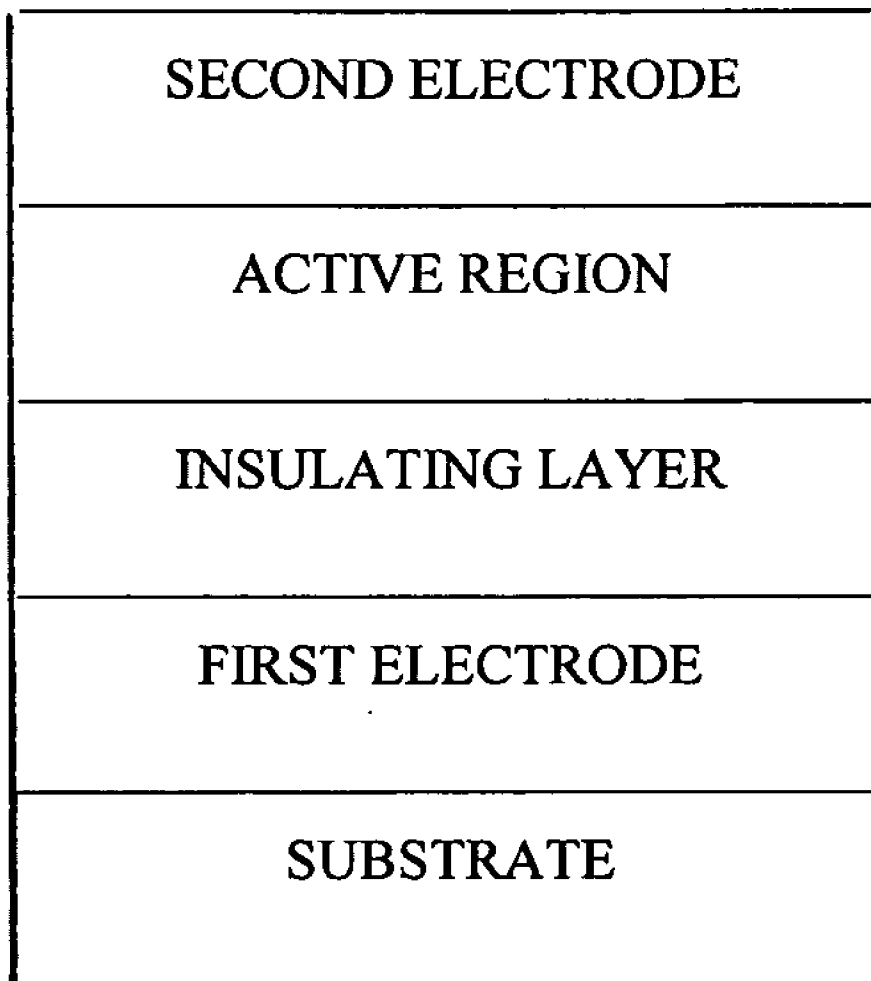 SECOND ELECTRODE
ACTIVE REGION
INSULATING LAYER
FIRST ELECTRODE
SUBSTRATE